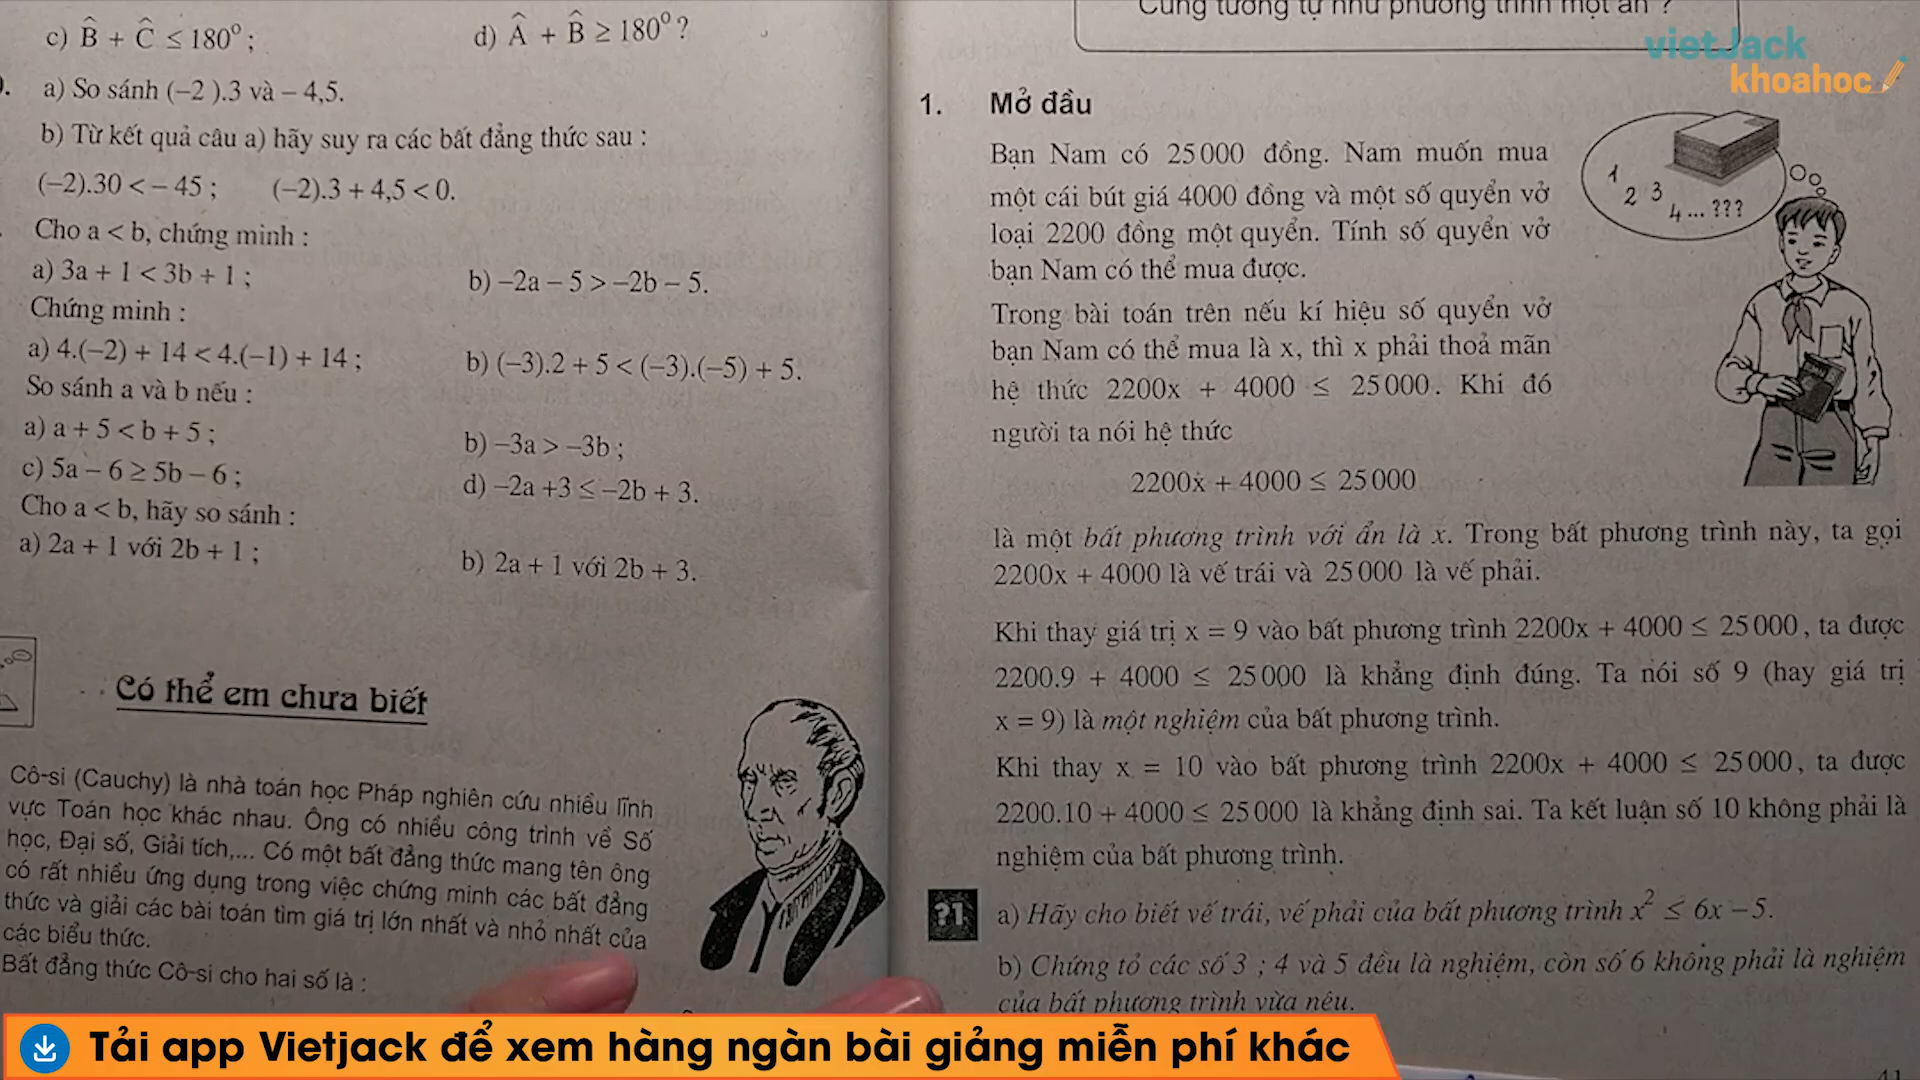 c) B̂ + Ĉ ≤ 180⁰ ;
d) Â + B̂ ≥ 180⁰ ?
a) So sánh (−2 ).3 và − 4,5.
b) Từ kết quả câu a) hãy suy ra các bất đẳng thức sau :
(−2).30 < − 45 ; (−2).3 + 4,5 < 0.
Cho a < b, chứng minh :
a) 3a + 1 < 3b + 1 ;
b) −2a − 5 > −2b − 5.
Chứng minh :
a) 4.(−2) + 14 < 4.(−1) + 14 ;
b) (−3).2 + 5 < (−3).(−5) + 5.
So sánh a và b nếu :
a) a + 5 < b + 5 ;
b) −3a > −3b ;
c) 5a − 6 ≥ 5b − 6 ;
d) −2a +3 ≤ −2b + 3.
Cho a < b, hãy so sánh :
a) 2a + 1 với 2b + 1 ;
b) 2a + 1 với 2b + 3.
Có thể em chưa biết
Cô-si (Cauchy) là nhà toán học Pháp nghiên cứu nhiều lĩnh
vực Toán học khác nhau. Ông có nhiều công trình về Số
học, Đại số, Giải tích,... Có một bất đẳng thức mang tên ông
có rất nhiều ứng dụng trong việc chứng minh các bất đẳng
thức và giải các bài toán tìm giá trị lớn nhất và nhỏ nhất của
các biểu thức.
Bất đẳng thức Cô-si cho hai số là :
Cũng tương tự như phương trình một ẩn ?
vietJack
khoahoc
1. Mở đầu
Bạn Nam có 25 000 đồng. Nam muốn mua
một cái bút giá 4000 đồng và một số quyển vở
loại 2200 đồng một quyển. Tính số quyển vở
bạn Nam có thể mua được.
1 2 3
4 ... ???
Trong bài toán trên nếu kí hiệu số quyển vở
bạn Nam có thể mua là x, thì x phải thoả mãn
hệ thức 2200x + 4000 ≤ 25 000. Khi đó
người ta nói hệ thức
2200x + 4000 ≤ 25 000
là một bất phương trình với ẩn là x. Trong bất phương trình này, ta gọi
2200x + 4000 là vế trái và 25 000 là vế phải.
Khi thay giá trị x = 9 vào bất phương trình 2200x + 4000 ≤ 25 000, ta được
2200.9 + 4000 ≤ 25 000 là khẳng định đúng. Ta nói số 9 (hay giá trị
x = 9) là một nghiệm của bất phương trình.
Khi thay x = 10 vào bất phương trình 2200x + 4000 ≤ 25 000, ta được
2200.10 + 4000 ≤ 25 000 là khẳng định sai. Ta kết luận số 10 không phải là
nghiệm của bất phương trình.
?1 a) Hãy cho biết vế trái, vế phải của bất phương trình x² ≤ 6x − 5.
b) Chứng tỏ các số 3 ; 4 và 5 đều là nghiệm, còn số 6 không phải là nghiệm
của bất phương trình vừa nêu.
Tải app Vietjack để xem hàng ngàn bài giảng miễn phí khác
41